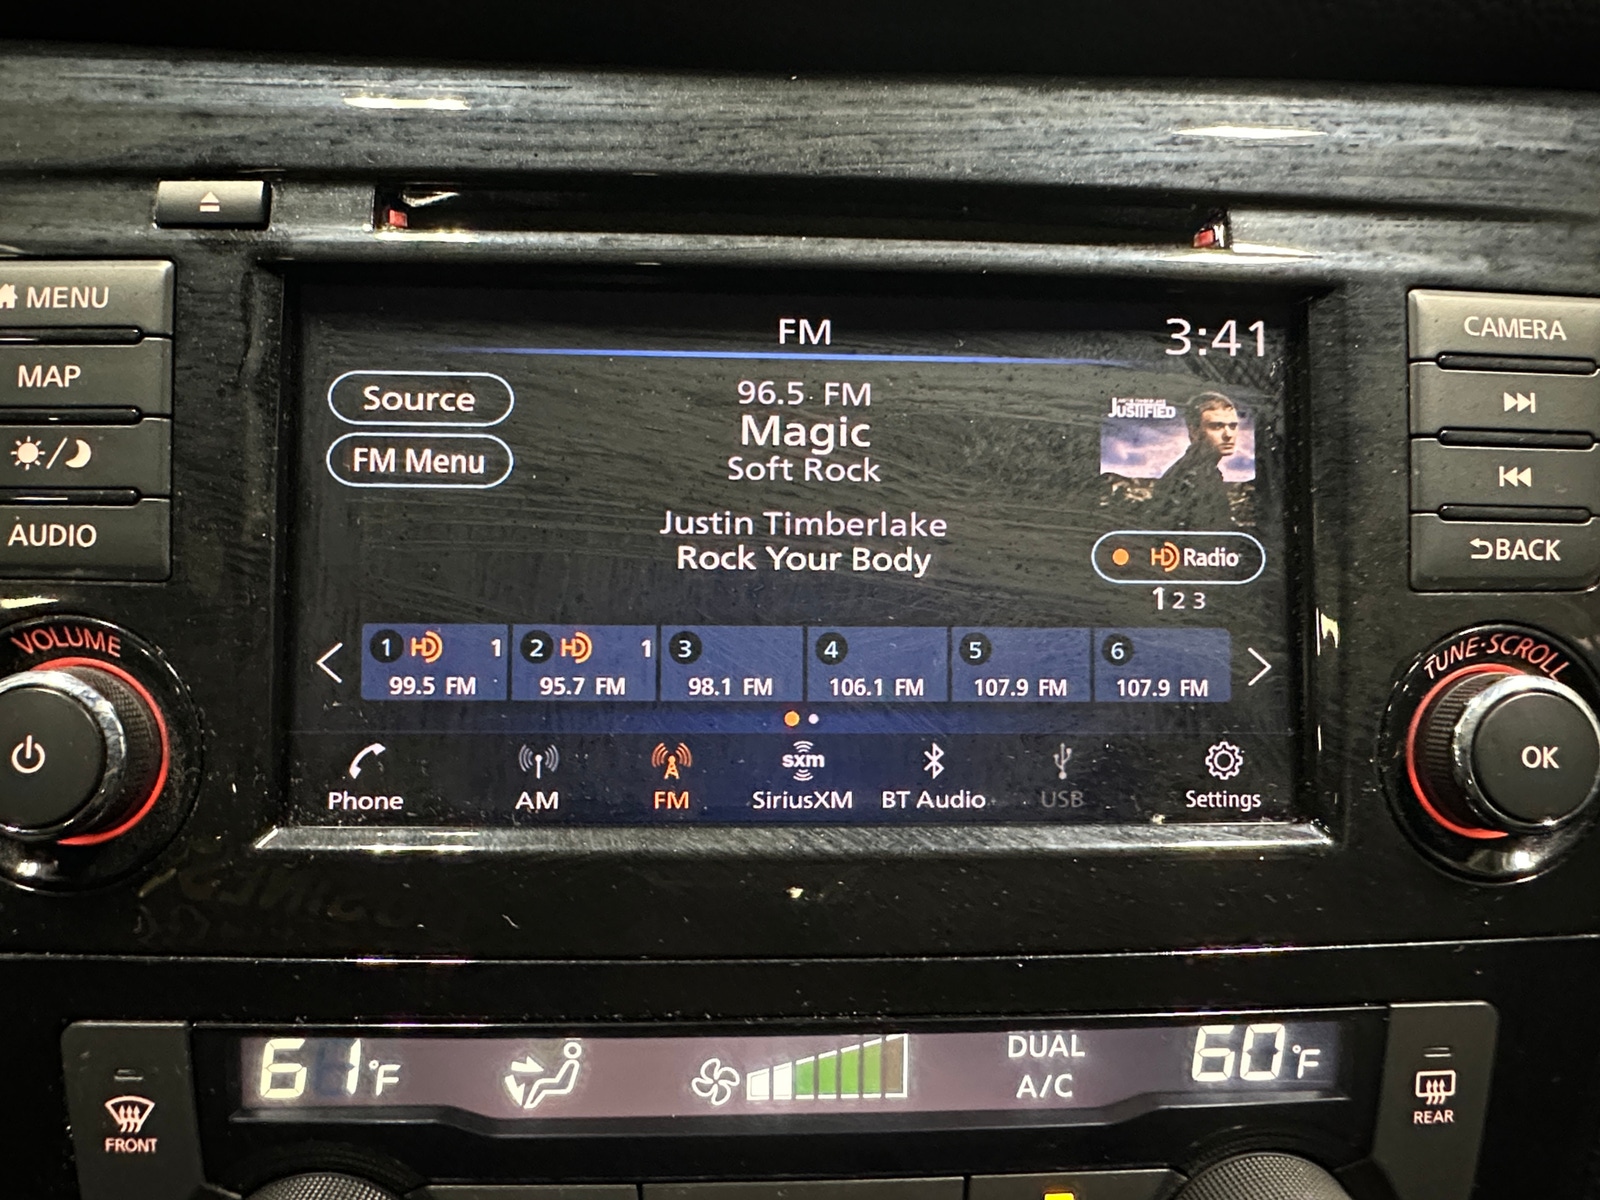 MENU
MAP
AUDIO
VOLUME
FM
3:41
Source
FM Menu
96.5 FM
Magic
Soft Rock
Justin Timberlake
Rock Your Body
JUSTIFIED
HD Radio
1 2 3
1 HD 1
99.5 FM
2 HD 1
95.7 FM
3
98.1 FM
4
106.1 FM
5
107.9 FM
6
107.9 FM
Phone
AM
FM
sxm
SiriusXM
BT Audio
USB
Settings
CAMERA
BACK
TUNE·SCROLL
OK
61°F
DUAL
A/C
60°F
FRONT
REAR